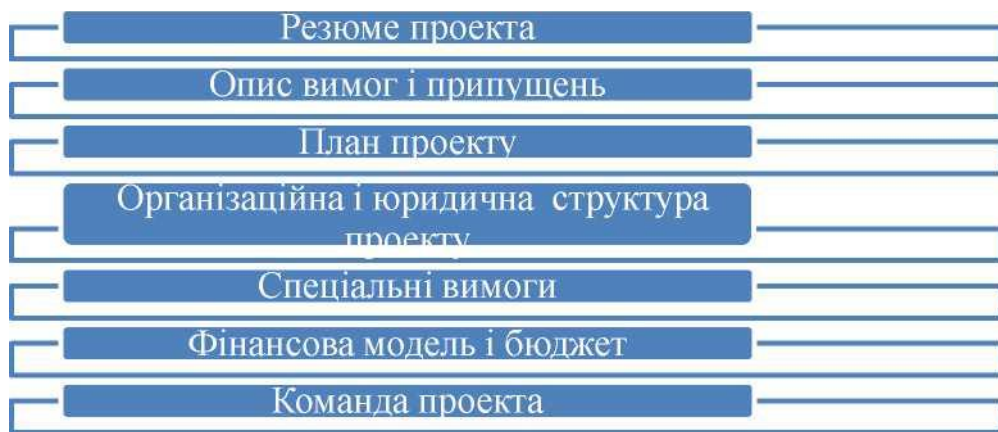 Резюме проекта
Опис вимог і припущень
План проекту
Організаційна і юридична структура
проекту
Спеціальні вимоги
Фінансова модель і бюджет
Команда проекта